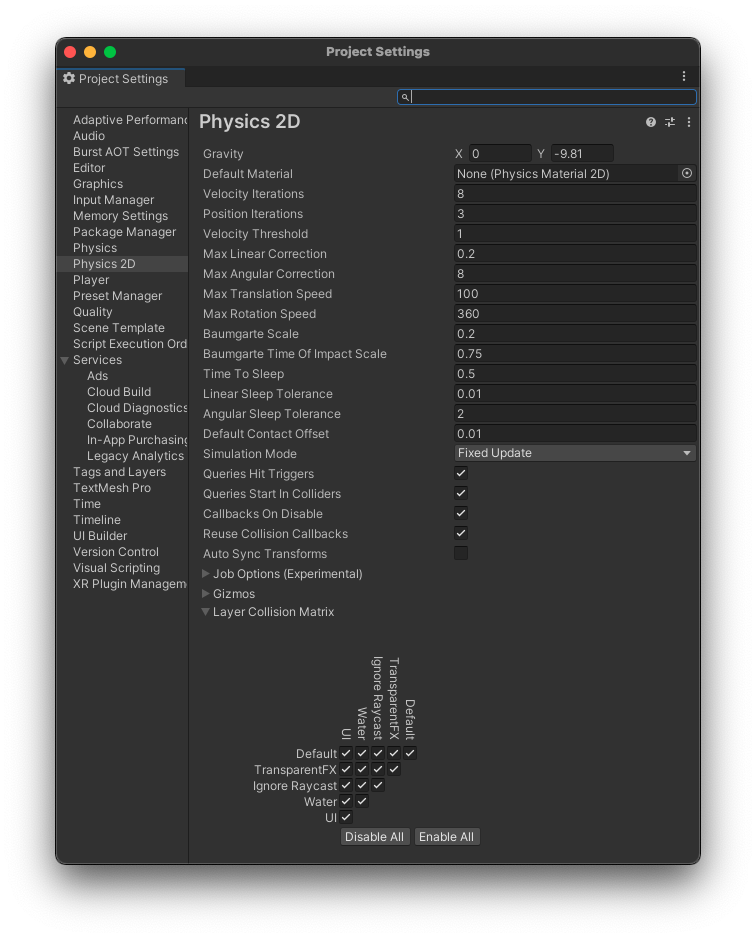 Project Settings
Project Settings
Physics 2D
Adaptive Performanc
Audio
Burst AOT Settings
Editor
Graphics
Input Manager
Memory Settings
Package Manager
Physics
Physics 2D
Player
Preset Manager
Quality
Scene Template
Script Execution Ord
Services
Ads
Cloud Build
Cloud Diagnostics
Collaborate
In-App Purchasing
Legacy Analytics
Tags and Layers
TextMesh Pro
Time
Timeline
UI Builder
Version Control
Visual Scripting
XR Plugin Managem
Gravity X 0 Y -9.81
Default Material None (Physics Material 2D)
Velocity Iterations 8
Position Iterations 3
Velocity Threshold 1
Max Linear Correction 0.2
Max Angular Correction 8
Max Translation Speed 100
Max Rotation Speed 360
Baumgarte Scale 0.2
Baumgarte Time Of Impact Scale 0.75
Time To Sleep 0.5
Linear Sleep Tolerance 0.01
Angular Sleep Tolerance 2
Default Contact Offset 0.01
Simulation Mode Fixed Update
Queries Hit Triggers
Queries Start In Colliders
Callbacks On Disable
Reuse Collision Callbacks
Auto Sync Transforms
Job Options (Experimental)
Gizmos
Layer Collision Matrix
UI
Water
Ignore Raycast
TransparentFX
Default
Default
TransparentFX
Ignore Raycast
Water
UI
Disable All Enable All